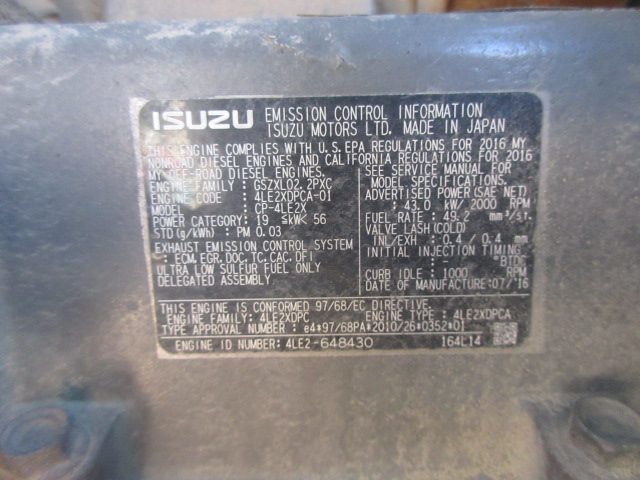 ISUZU EMISSION CONTROL INFORMATION
ISUZU MOTORS LTD. MADE IN JAPAN
THIS ENGINE COMPLIES WITH U.S. EPA REGULATIONS FOR 2016 MY
NONROAD DIESEL ENGINES AND CALIFORNIA REGULATIONS FOR 2016
MY OFF-ROAD DIESEL ENGINES.
ENGINE FAMILY : GSZXL02.2PXC
ENGINE CODE : 4LE2XDPCA-01
MODEL : CP-4LE2X
POWER CATEGORY : 19 ≤kW< 56
STD (g/kWh) : PM 0.03
EXHAUST EMISSION CONTROL SYSTEM
: ECM, EGR, DOC, TC, CAC, DFI
ULTRA LOW SULFUR FUEL ONLY
DELEGATED ASSEMBLY
SEE SERVICE MANUAL FOR
MODEL SPECIFICATIONS.
ADVERTISED POWER (SAE NET)
: 43.0 kW/ 2000 RPM
FUEL RATE : 49.2 mm³/st.
VALVE LASH (COLD)
INL/EXH : 0.4 / 0.4 mm
INITIAL INJECTION TIMING
: °BTDC
CURB IDLE : 1000 RPM
DATE OF MANUFACTURE:07/'16
THIS ENGINE IS CONFORMED 97/68/EC DIRECTIVE.
ENGINE FAMILY: 4LE2XDPC ENGINE : 4LE2XDPCA
TYPE APPROVAL NUMBER : e4*97/68PA*2010/26*0352*01
ENGINE ID NUMBER: 4LE2-648430 164L14